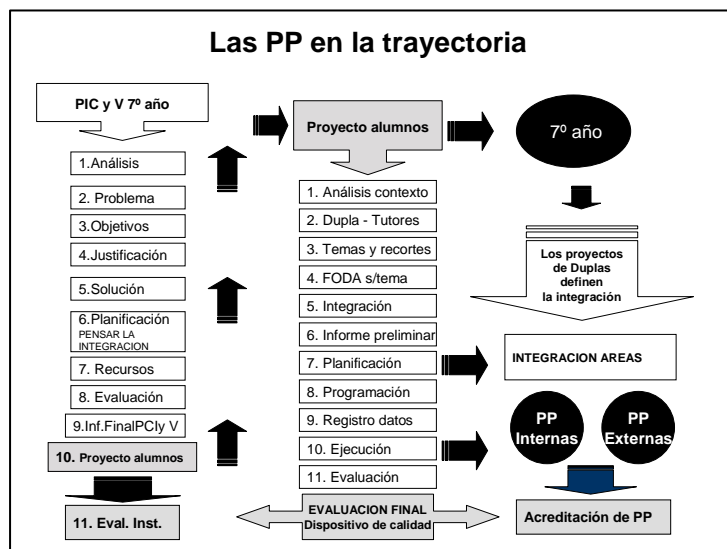 Las PP en la trayectoria
PIC y V 7º año
1.Análisis
2. Problema
3.Objetivos
4.Justificación
5.Solución
6.Planificación
PENSAR LA
INTEGRACION
7. Recursos
8. Evaluación
9.Inf.FinalPCIy V
10. Proyecto alumnos
11. Eval. Inst.
Proyecto alumnos
1. Análisis contexto
2. Dupla - Tutores
3. Temas y recortes
4. FODA s/tema
5. Integración
6. Informe preliminar
7. Planificación
8. Programación
9. Registro datos
10. Ejecución
11. Evaluación
EVALUACION FINAL
Dispositivo de calidad
7º año
Los proyectos
de Duplas
definen
la integración
INTEGRACION AREAS
PP
Internas
PP
Externas
Acreditación de PP